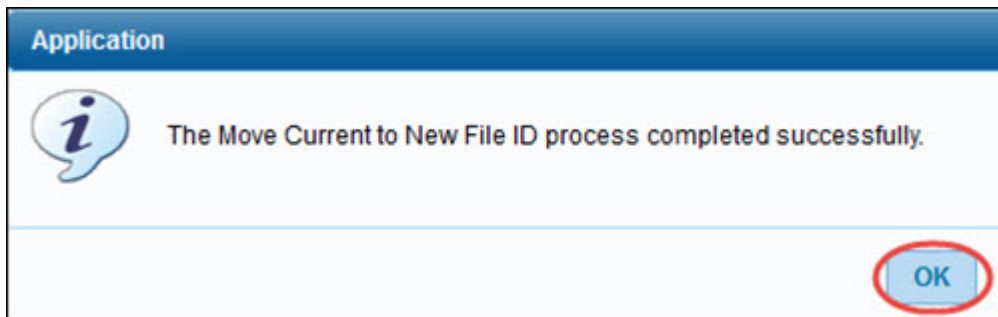 Application
The Move Current to New File ID process completed successfully.
OK